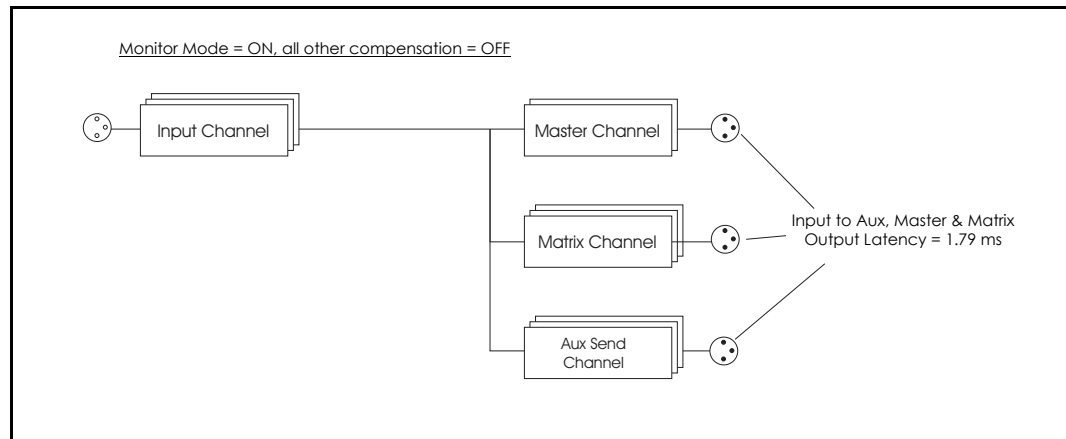 Monitor Mode = ON, all other compensation = OFF
Input Channel
Master Channel
Matrix Channel
Input to Aux, Master & Matrix
Output Latency = 1.79 ms
Aux Send
Channel